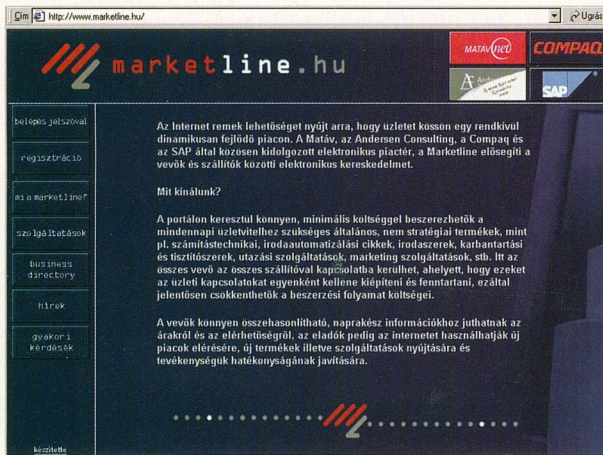 Cím http://www.marketline.hu/ Ugrás
marketline.hu
MATÁV net COMPAQ
SAP
belépés jelszóval
regisztráció
mi a marketline?
szolgáltatások
business
directory
hírek
gyakori
kérdések
Az Internet remek lehetőséget nyújt arra, hogy üzletet kössön egy rendkívül
dinamikusan fejlődő piacon. A Matáv, az Andersen Consulting, a Compaq és
az SAP által közösen kidolgozott elektronikus piactér, a Marketline elősegíti a
vevők és szállítók közötti elektronikus kereskedelmet.
Mit kínálunk?
A portálon keresztul könnyen, minimális költséggel beszerezhetők a
mindennapi üzletvitelhez szükséges általános, nem stratégiai termékek, mint
pl. számítástechnikai, irodaautomatizálási cikkek, irodaszerek, karbantartási
és tisztítószerek, utazási szolgáltatások, marketing szolgáltatások, stb. Itt az
összes vevő az összes szállítóval kapcsolatba kerulhet, ahelyett, hogy ezeket
az üzleti kapcsolatokat egyenként kellene kiépíteni és fenntartani, ezáltal
jelentősen csökkenthetők a beszerzési folyamat költségei.
A vevők könnyen összehasonlítható, naprakész információkhoz juthatnak az
árakról és az elérhetőségről, az eladók pedig az internetet használhatják új
piacok elérésére, új termékek illetve szolgáltatások nyújtására és
tevékenységük hatékonyságának javítására.
készítette